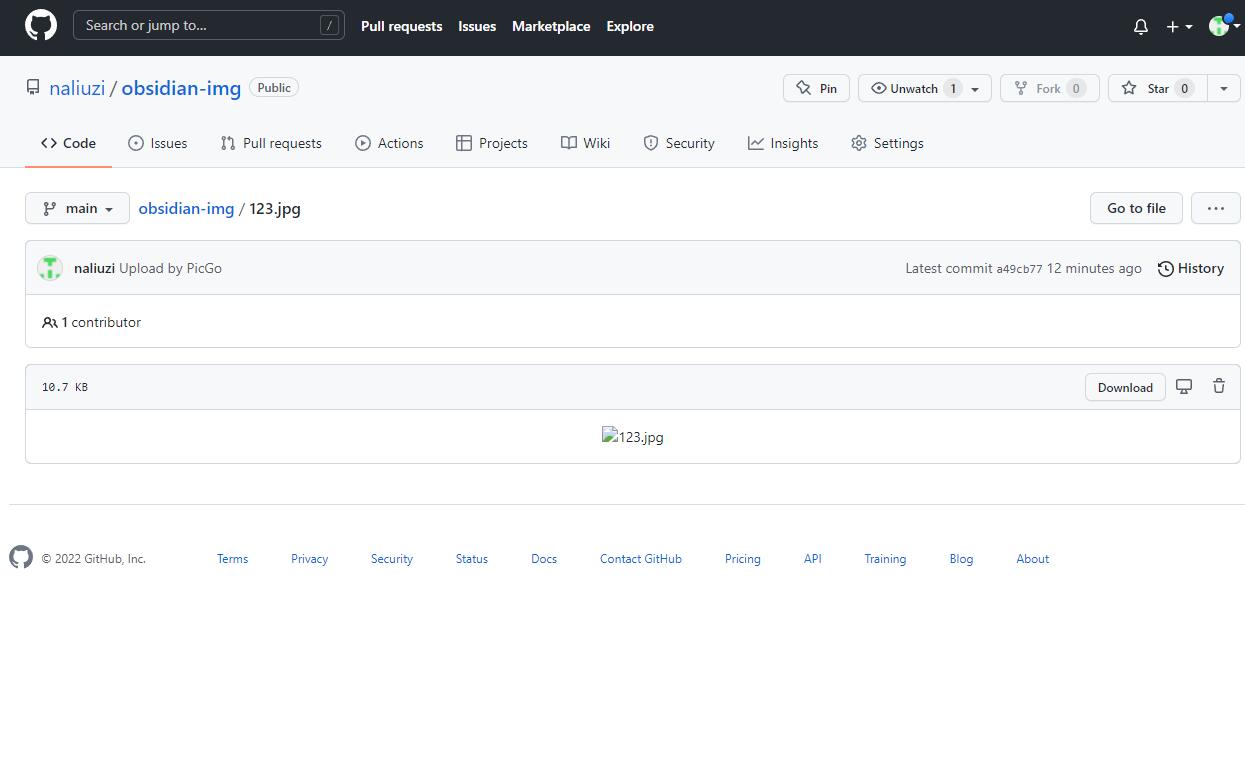 Search or jump to... / Pull requests Issues Marketplace Explore
naliuzi / obsidian-img Public Pin Unwatch 1 Fork 0 Star 0
Code Issues Pull requests Actions Projects Wiki Security Insights Settings
main obsidian-img / 123.jpg Go to file ...
naliuzi Upload by PicGo Latest commit a49cb77 12 minutes ago History
1 contributor
10.7 KB Download
123.jpg
© 2022 GitHub, Inc. Terms Privacy Security Status Docs Contact GitHub Pricing API Training Blog About